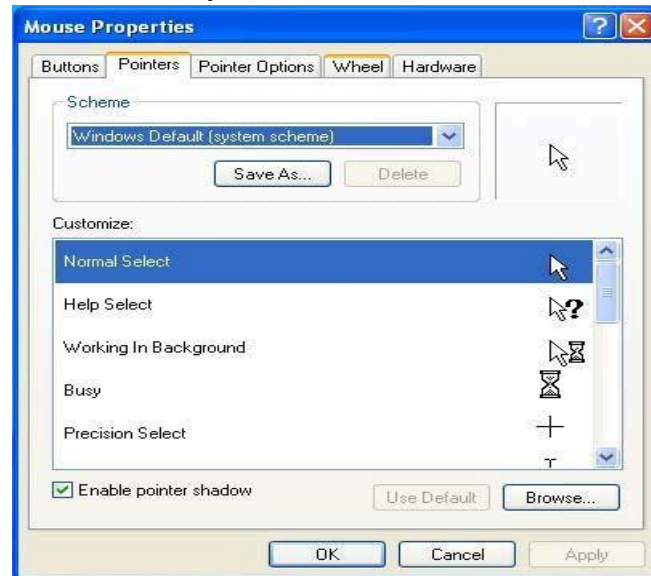 Mouse Properties
Buttons Pointers Pointer Options Wheel Hardware
Scheme
Windows Default (system scheme)
Save As... Delete
Customize:
Normal Select
Help Select
Working In Background
Busy
Precision Select
Enable pointer shadow
Use Default Browse...
OK Cancel Apply